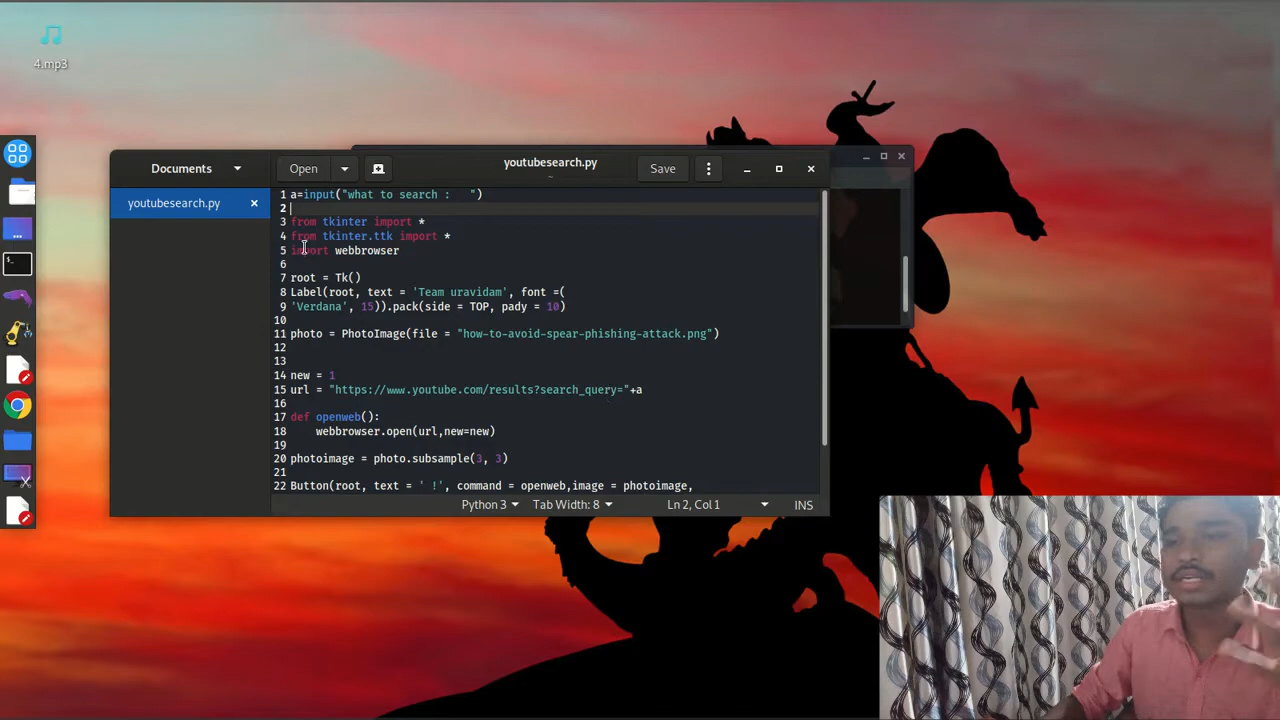 4.mp3
Documents
Open
youtubesearch.py
Save
youtubesearch.py
1 a=input("what to search :   ")
2
3 from tkinter import *
4 from tkinter.ttk import *
5 import webbrowser
6
7 root = Tk()
8 Label(root, text = 'Team uravidam', font =(
9 'Verdana', 15)).pack(side = TOP, pady = 10)
10
11 photo = PhotoImage(file = "how-to-avoid-spear-phishing-attack.png")
12
13
14 new = 1
15 url = "https://www.youtube.com/results?search_query="+a
16
17 def openweb():
18     webbrowser.open(url,new=new)
19
20 photoimage = photo.subsample(3, 3)
21
22 Button(root, text = ' !', command = openweb,image = photoimage,
Python 3 Tab Width: 8 Ln 2, Col 1 INS